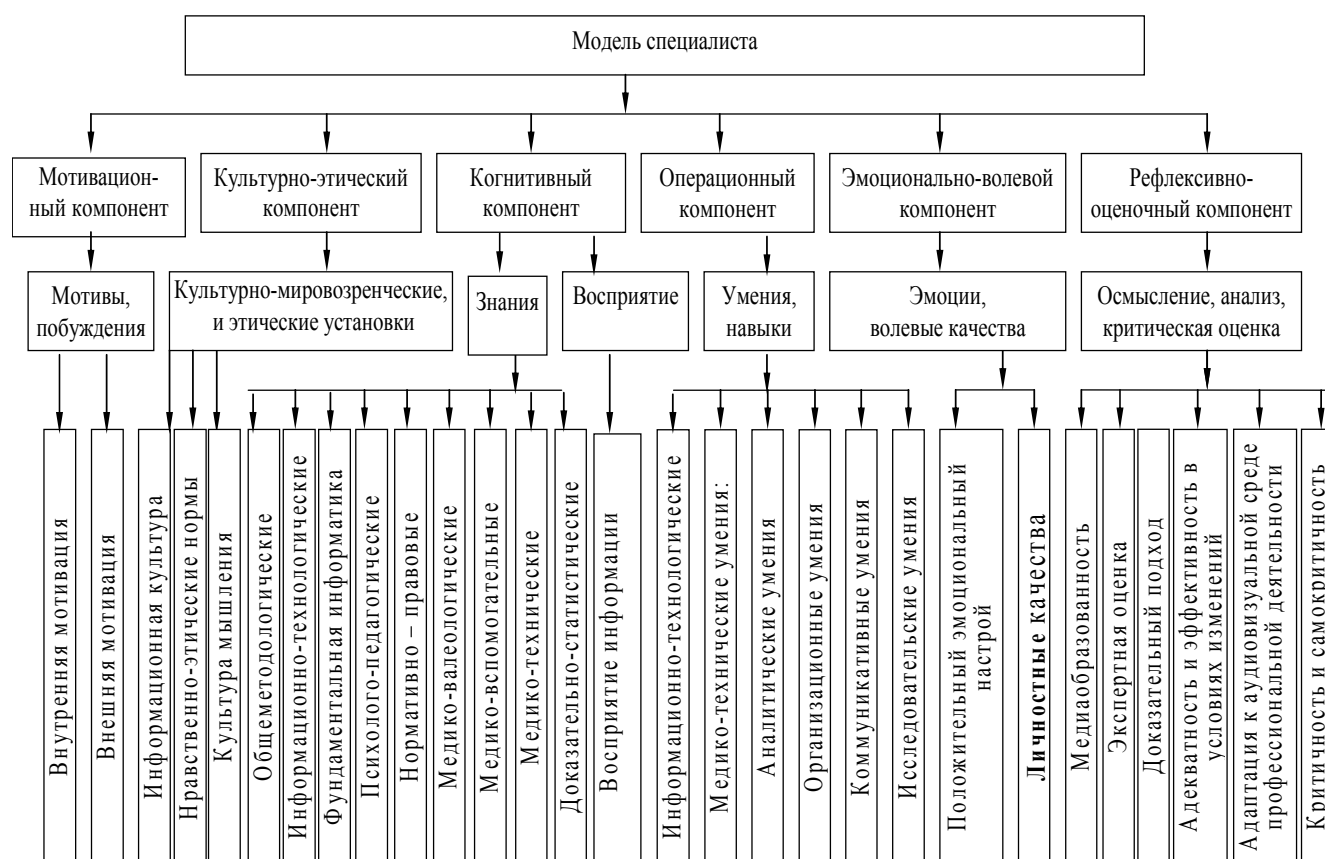 Модель специалиста
Мотивацион-
ный компонент
Культурно-этический
компонент
Когнитивный
компонент
Операционный
компонент
Эмоционально-волевой
компонент
Рефлексивно-
оценочный компонент
Мотивы,
побуждения
Культурно-мировозренческие,
и этические установки
Знания
Восприятие
Умения,
навыки
Эмоции,
волевые качества
Осмысление, анализ,
критическая оценка
Внутренняя мотивация
Внешняя мотивация
Информационная культура
Нравственно-этические нормы
Культура мышления
Общеметодологические
Информационно-технологические
Фундаментальная информатика
Психолого-педагогические
Нормативно – правовые
Медико-валеологические
Медико-вспомогательные
Медико-технические
Доказательно-статистические
Восприятие информации
Информационно-технологические
Медико-технические умения:
Аналитические умения
Организационные умения
Коммуникативные умения
Исследовательские умения
Положительный эмоциональный
настрой
Личностные качества
Медиаобразованность
Экспертная оценка
Доказательный подход
Адекватность и эффективность в
условиях изменений
Адаптация к аудиовизуальной среде
профессиональной деятельности
Критичность и самокритичность